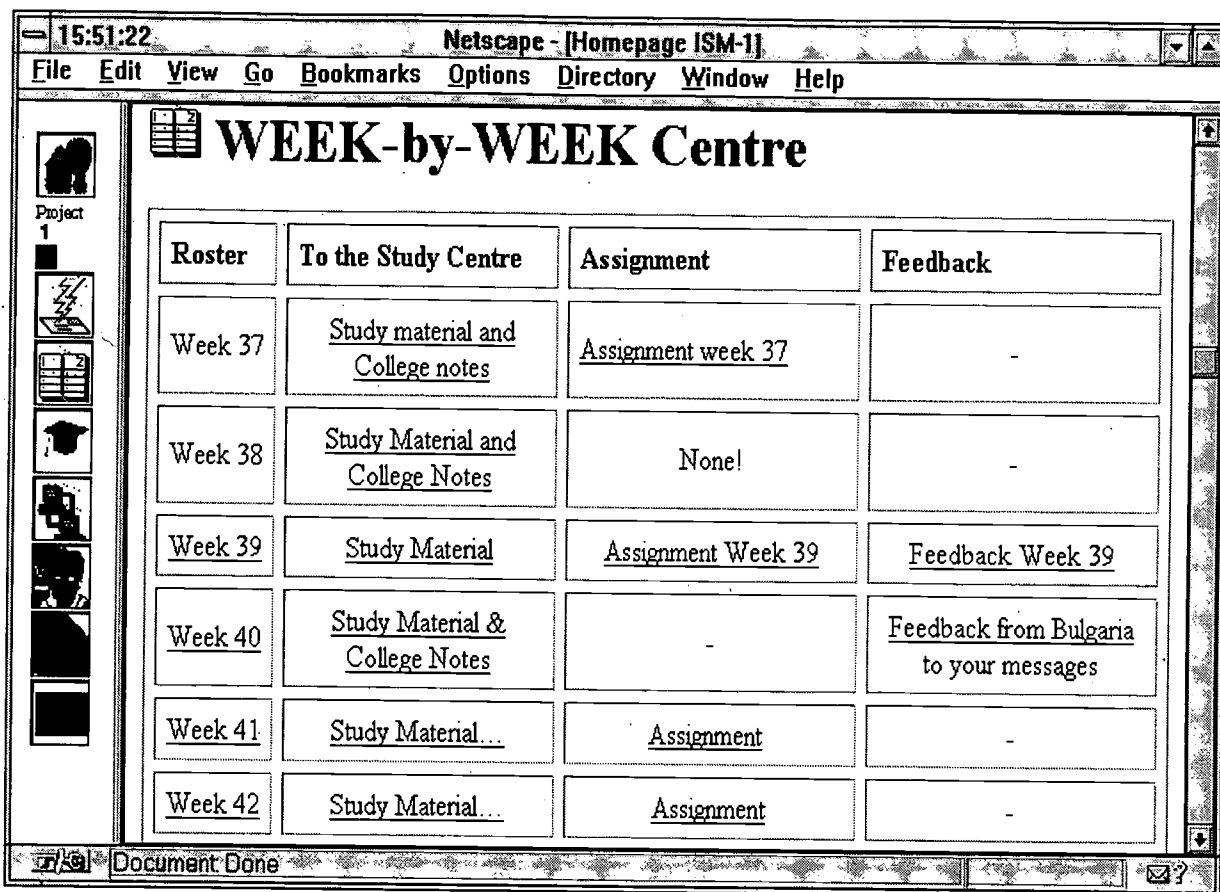 15:51:22 Netscape - [Homepage ISM-1]
File Edit View Go Bookmarks Options Directory Window Help
WEEK-by-WEEK Centre
Project
1
Roster To the Study Centre Assignment Feedback
Week 37 Study material and College notes Assignment week 37 -
Week 38 Study Material and College Notes None! -
Week 39 Study Material Assignment Week 39 Feedback Week 39
Week 40 Study Material & College Notes - Feedback from Bulgaria to your messages
Week 41 Study Material... Assignment -
Week 42 Study Material... Assignment -
Document: Done
?